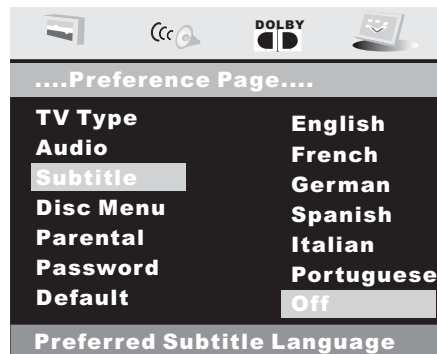 DOLBY
....Preference Page....
TV Type
Audio
Subtitle
Disc Menu
Parental
Password
Default
English
French
German
Spanish
Italian
Portuguese
Off
Preferred Subtitle Language